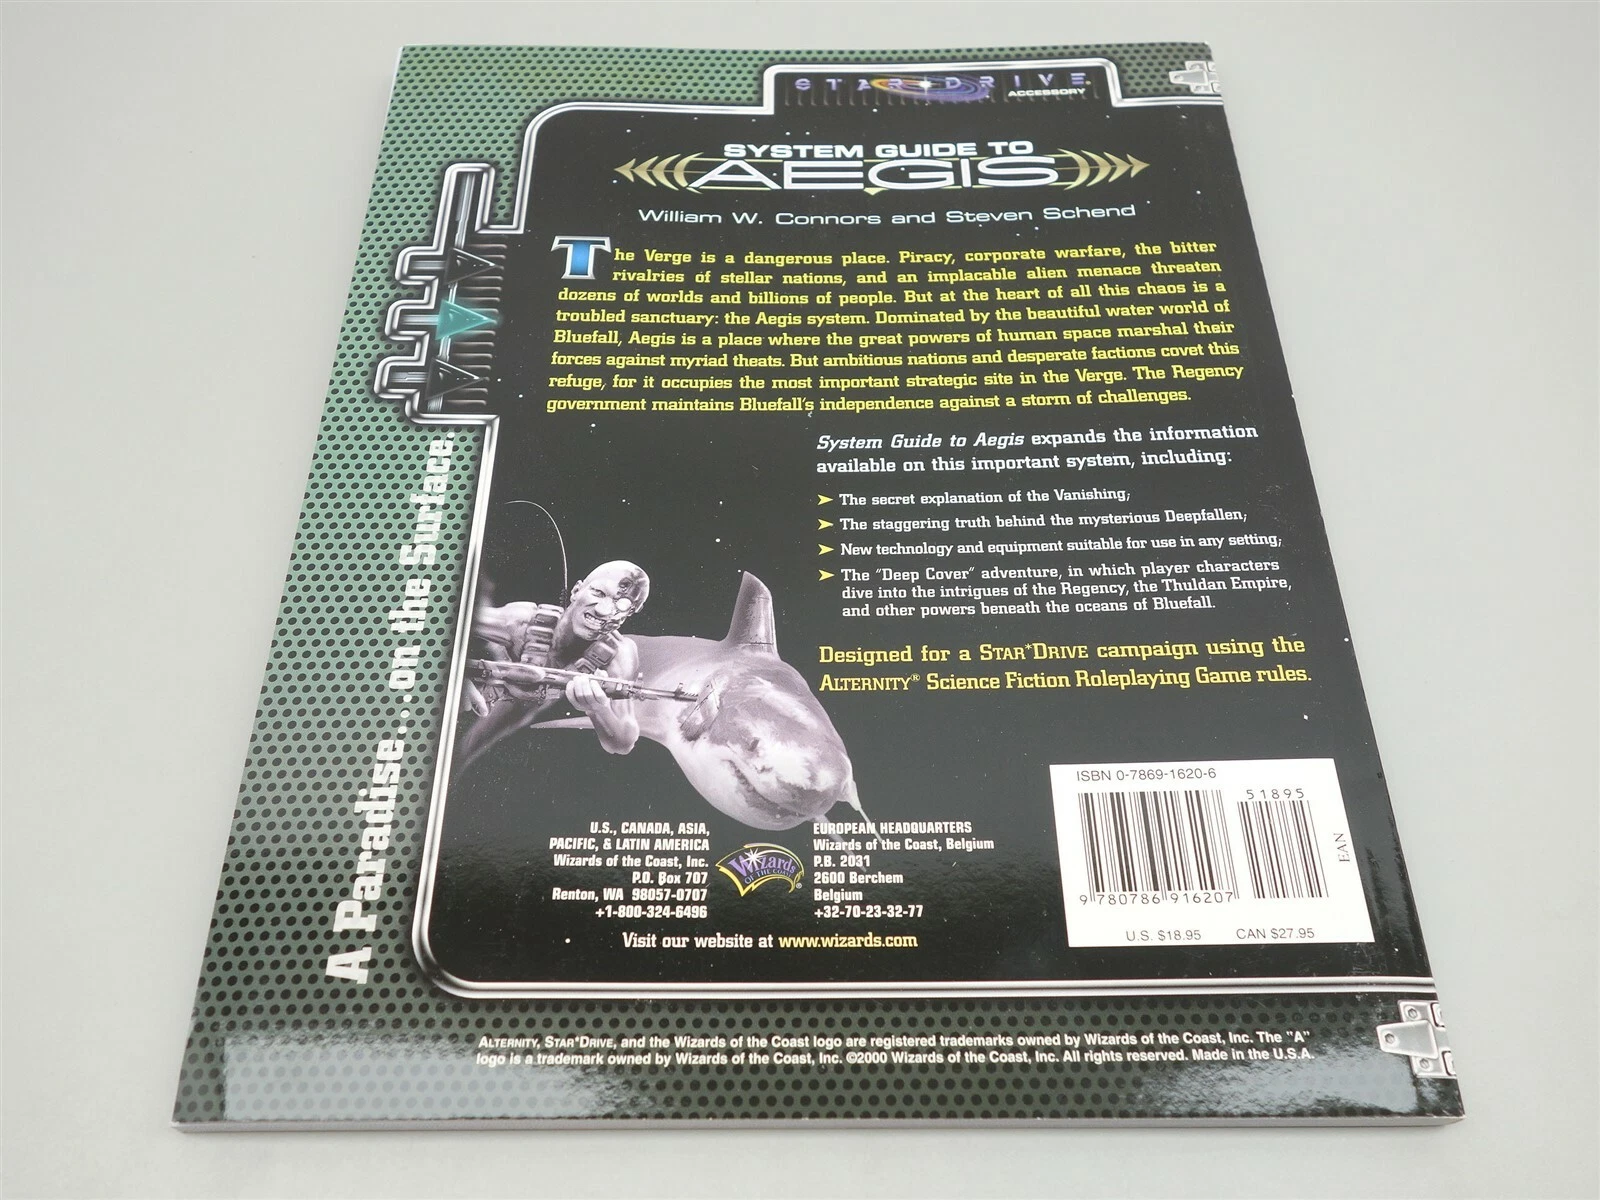 STAR*DRIVE
ACCESSORY
SYSTEM GUIDE TO
AEGIS
William W. Connors and Steven Schend
The Verge is a dangerous place. Piracy, corporate warfare, the bitter
rivalries of stellar nations, and an implacable alien menace threaten
dozens of worlds and billions of people. But at the heart of all this chaos is a
troubled sanctuary: the Aegis system. Dominated by the beautiful water world of
Bluefall, Aegis is a place where the great powers of human space marshal their
forces against myriad theats. But ambitious nations and desperate factions covet this
refuge, for it occupies the most important strategic site in the Verge. The Regency
government maintains Bluefall's independence against a storm of challenges.
System Guide to Aegis expands the information
available on this important system, including:
The secret explanation of the Vanishing;
The staggering truth behind the mysterious Deepfallen;
New technology and equipment suitable for use in any setting;
The "Deep Cover" adventure, in which player characters
dive into the intrigues of the Regency, the Thuldan Empire,
and other powers beneath the oceans of Bluefall.
Designed for a STAR*DRIVE campaign using the
ALTERNITY® Science Fiction Roleplaying Game rules.
A Paradise...on the Surface.
U.S., CANADA, ASIA,
PACIFIC, & LATIN AMERICA
Wizards of the Coast, Inc.
P.O. Box 707
Renton, WA 98057-0707
+1-800-324-6496
Wizards
OF THE COAST ®
EUROPEAN HEADQUARTERS
Wizards of the Coast, Belgium
P.B. 2031
2600 Berchem
Belgium
+32-70-23-32-77
Visit our website at www.wizards.com
ISBN 0-7869-1620-6
51895
EAN
9 780786 916207
U.S. $18.95 CAN $27.95
ALTERNITY, STAR*DRIVE, and the Wizards of the Coast logo are registered trademarks owned by Wizards of the Coast, Inc. The "A"
logo is a trademark owned by Wizards of the Coast, Inc. ©2000 Wizards of the Coast, Inc. All rights reserved. Made in the U.S.A.